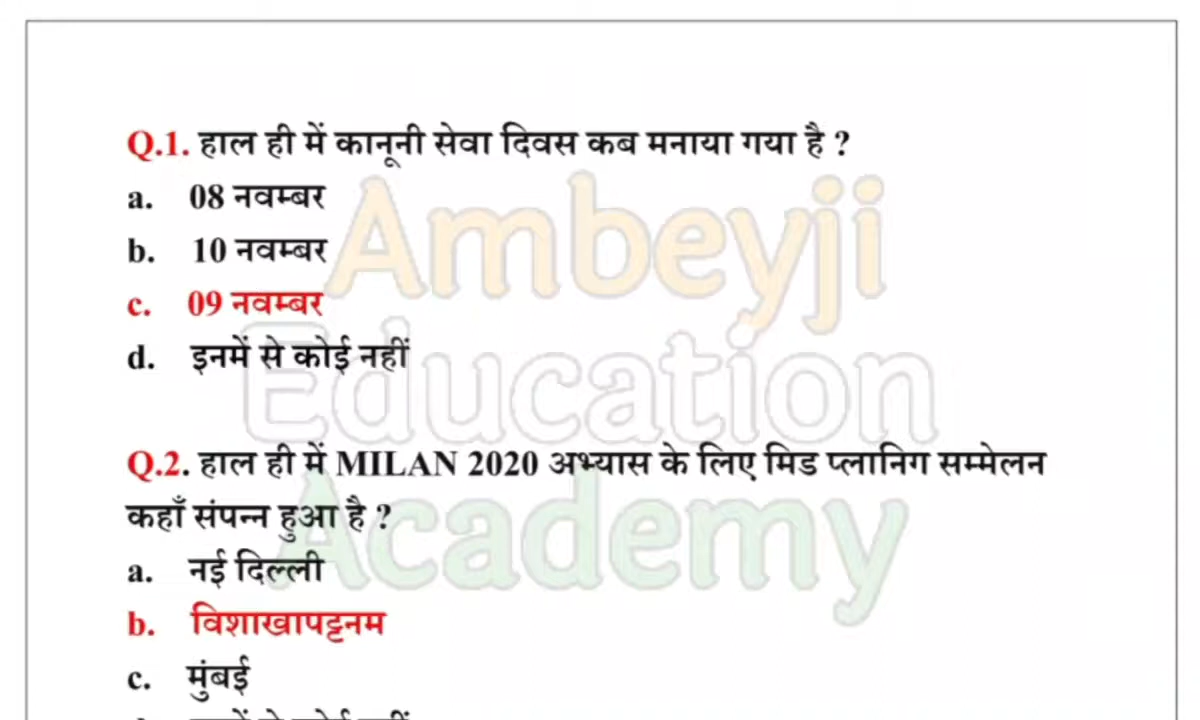 Q.1. हाल ही में कानूनी सेवा दिवस कब मनाया गया है ?
a. 08 नवम्बर
b. 10 नवम्बर
c. 09 नवम्बर
d. इनमें से कोई नहीं
Q.2. हाल ही में MILAN 2020 अभ्यास के लिए मिड प्लानिग सम्मेलन
कहाँ संपन्न हुआ है ?
a. नई दिल्ली
b. विशाखापट्टनम
c. मुंबई
Ambeyji
Education
Academy